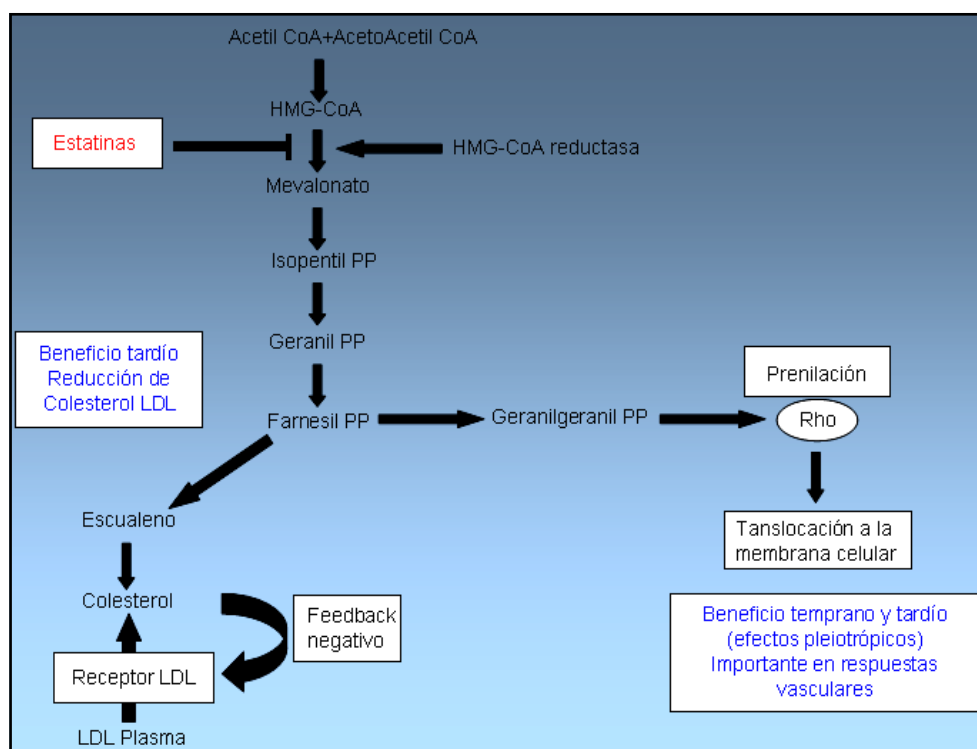 Acetil CoA+AcetoAcetil CoA
HMG-CoA
Estatinas
HMG-CoA reductasa
Mevalonato
Isopentil PP
Geranil PP
Beneficio tardío
Reducción de
Colesterol LDL
Prenilación
Farnesil PP
Geranilgeranil PP
Rho
Escualeno
Tanslocación a la
membrana celular
Colesterol
Feedback
negativo
Beneficio temprano y tardío
(efectos pleiotrópicos)
Importante en respuestas
vasculares
Receptor LDL
LDL Plasma